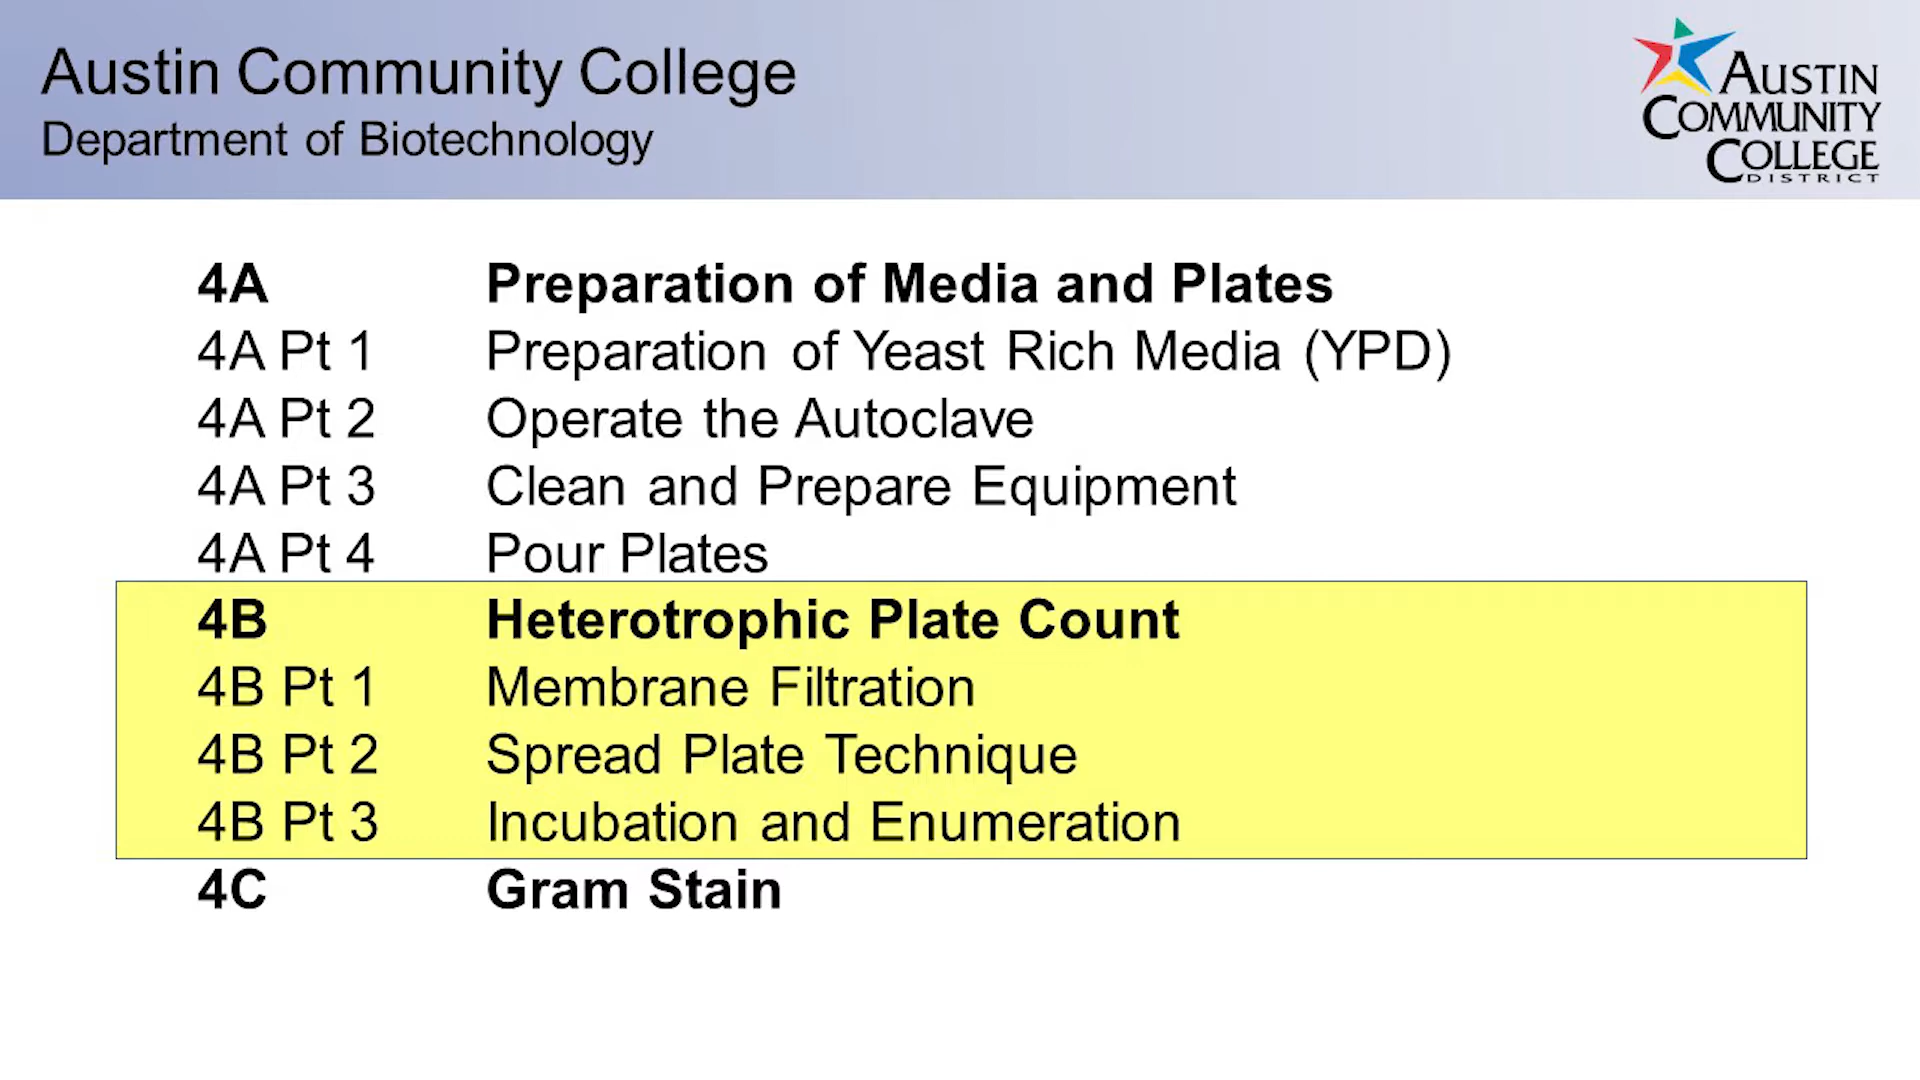 Austin Community College
Department of Biotechnology
AUSTIN
COMMUNITY
COLLEGE
DISTRICT
4A Preparation of Media and Plates
4A Pt 1 Preparation of Yeast Rich Media (YPD)
4A Pt 2 Operate the Autoclave
4A Pt 3 Clean and Prepare Equipment
4A Pt 4 Pour Plates
4B Heterotrophic Plate Count
4B Pt 1 Membrane Filtration
4B Pt 2 Spread Plate Technique
4B Pt 3 Incubation and Enumeration
4C Gram Stain